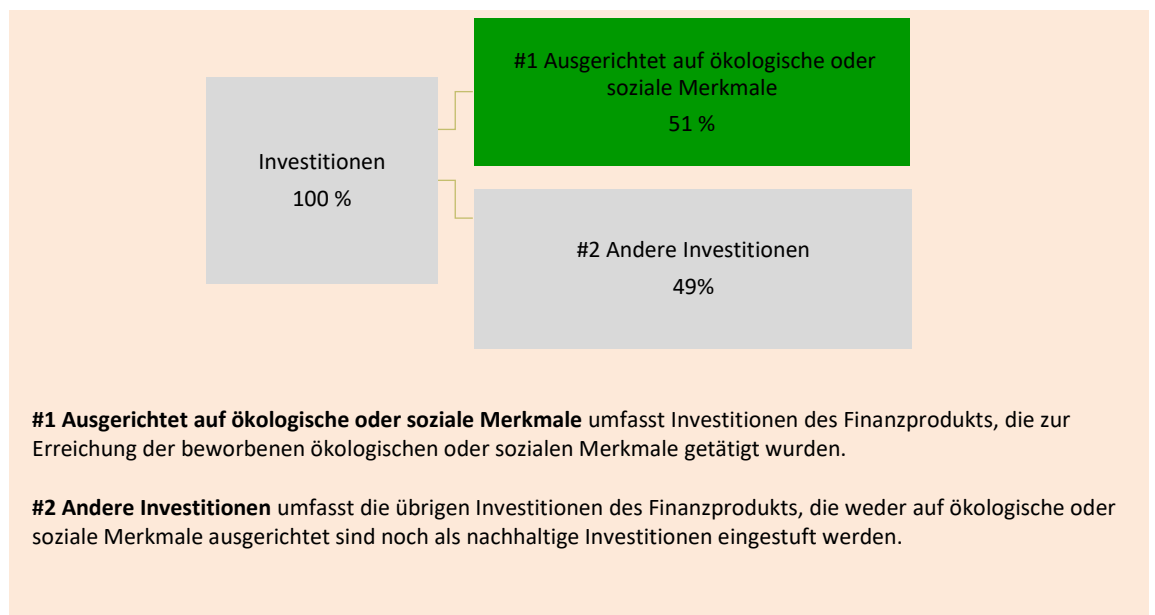 #1 Ausgerichtet auf ökologische oder
soziale Merkmale
51 %
Investitionen
100 %
#2 Andere Investitionen
49%
#1 Ausgerichtet auf ökologische oder soziale Merkmale umfasst Investitionen des Finanzprodukts, die zur
Erreichung der beworbenen ökologischen oder sozialen Merkmale getätigt wurden.
#2 Andere Investitionen umfasst die übrigen Investitionen des Finanzprodukts, die weder auf ökologische oder
soziale Merkmale ausgerichtet sind noch als nachhaltige Investitionen eingestuft werden.